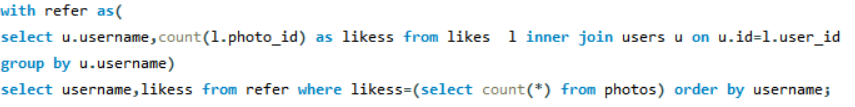 with refer as(
select u.username,count(l.photo_id) as likess from likes  l inner join users u on u.id=l.user_id
group by u.username)
select username,likess from refer where likess=(select count(*) from photos) order by username;